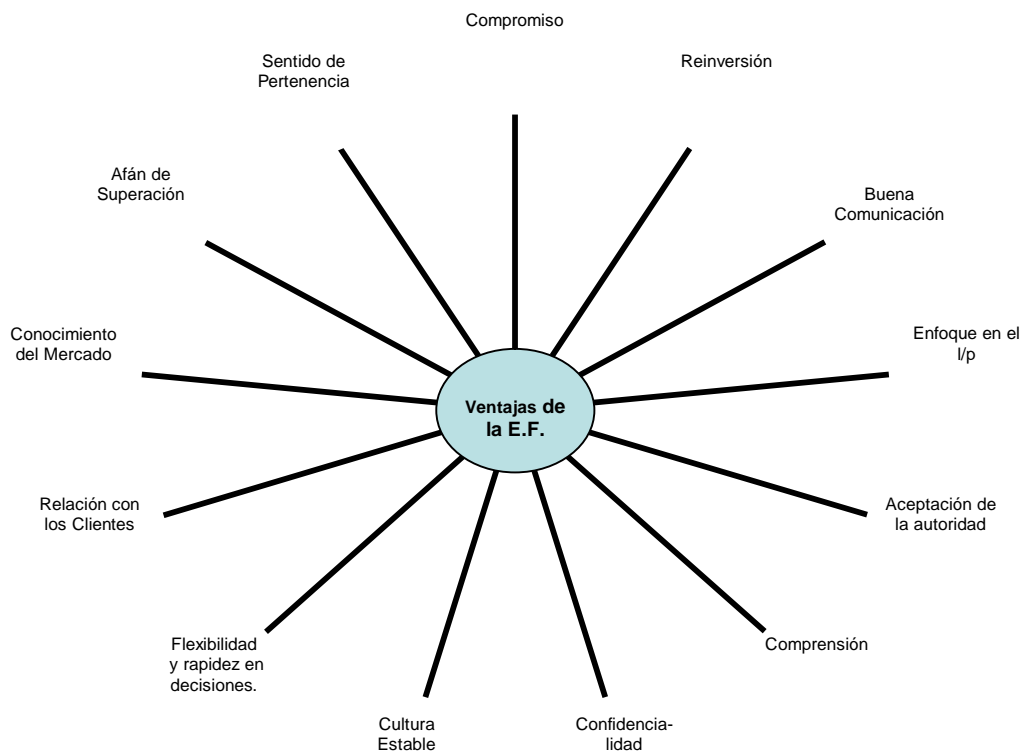 Compromiso
Reinversión
Sentido de
Pertenencia
Afán de
Superación
Buena
Comunicación
Conocimiento
del Mercado
Enfoque en el
l/p
Ventajas de
la E.F.
Relación con
los Clientes
Aceptación de
la autoridad
Flexibilidad
y rapidez en
decisiones.
Comprensión
Cultura
Estable
Confidencia-
lidad